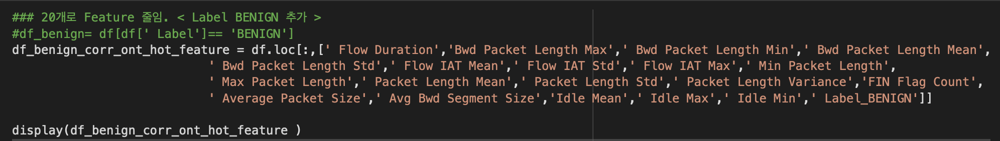 ### 20개로 Feature 줄임. < Label BENIGN 추가 >
#df_benign= df[df[' Label']== 'BENIGN']
df_benign_corr_ont_hot_feature = df.loc[:,[' Flow Duration','Bwd Packet Length Max',' Bwd Packet Length Min',' Bwd Packet Length Mean',
' Bwd Packet Length Std',' Flow IAT Mean',' Flow IAT Std',' Flow IAT Max',' Min Packet Length',
' Max Packet Length',' Packet Length Mean',' Packet Length Std',' Packet Length Variance','FIN Flag Count',
' Average Packet Size',' Avg Bwd Segment Size','Idle Mean',' Idle Max',' Idle Min',' Label_BENIGN']]
display(df_benign_corr_ont_hot_feature )